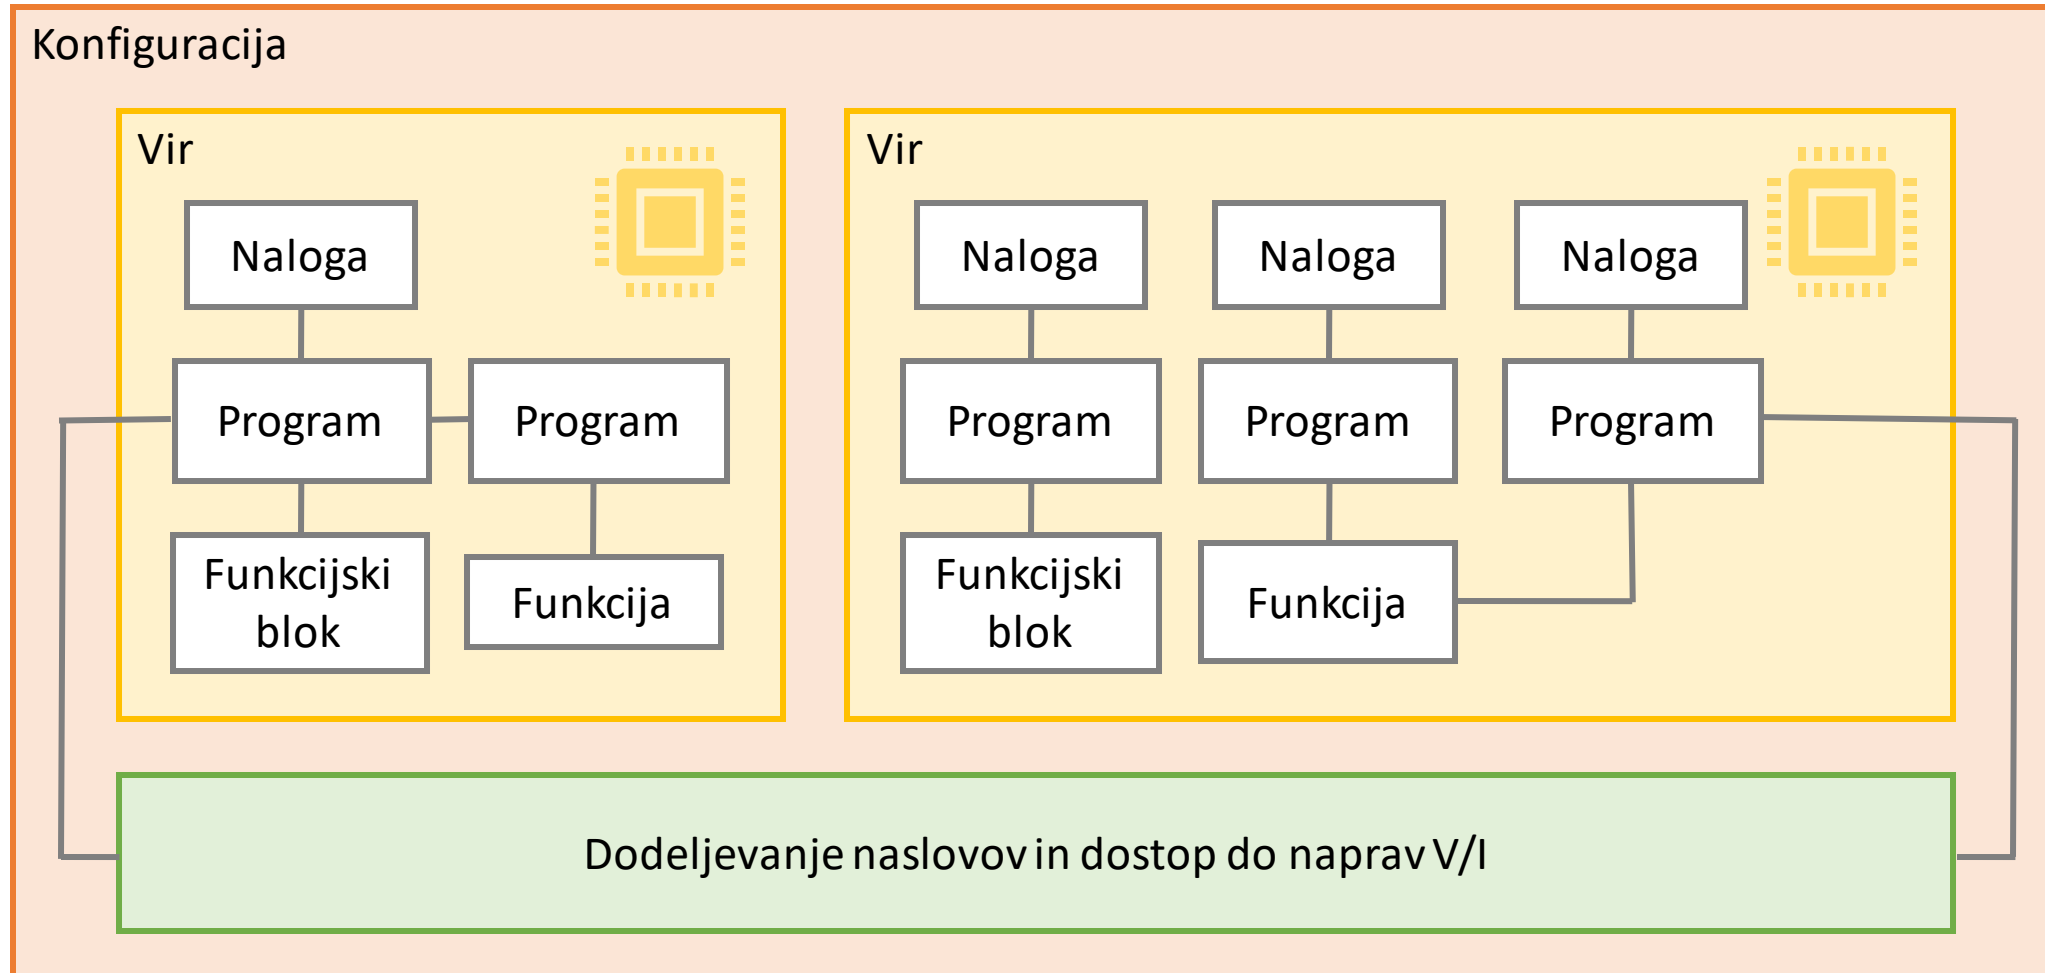 Konfiguracija
Vir
Naloga
Program
Program
Funkcijski
blok
Funkcija
Vir
Naloga
Naloga
Naloga
Program
Program
Program
Funkcijski
blok
Funkcija
Dodeljevanje naslovov in dostop do naprav V/I